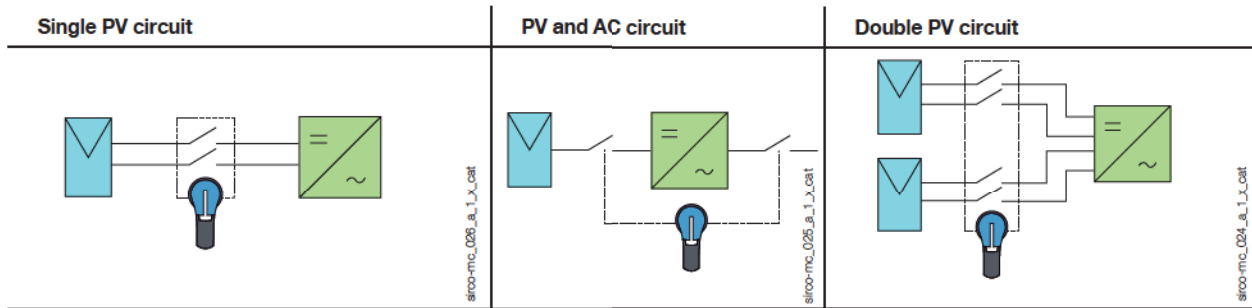 Single PV circuit
PV and AC circuit
Double PV circuit
sirco-mc_026_a_1_x_cat
sirco-mc_025_a_1_x_cat
sirco-mc_024_a_1_x_cat